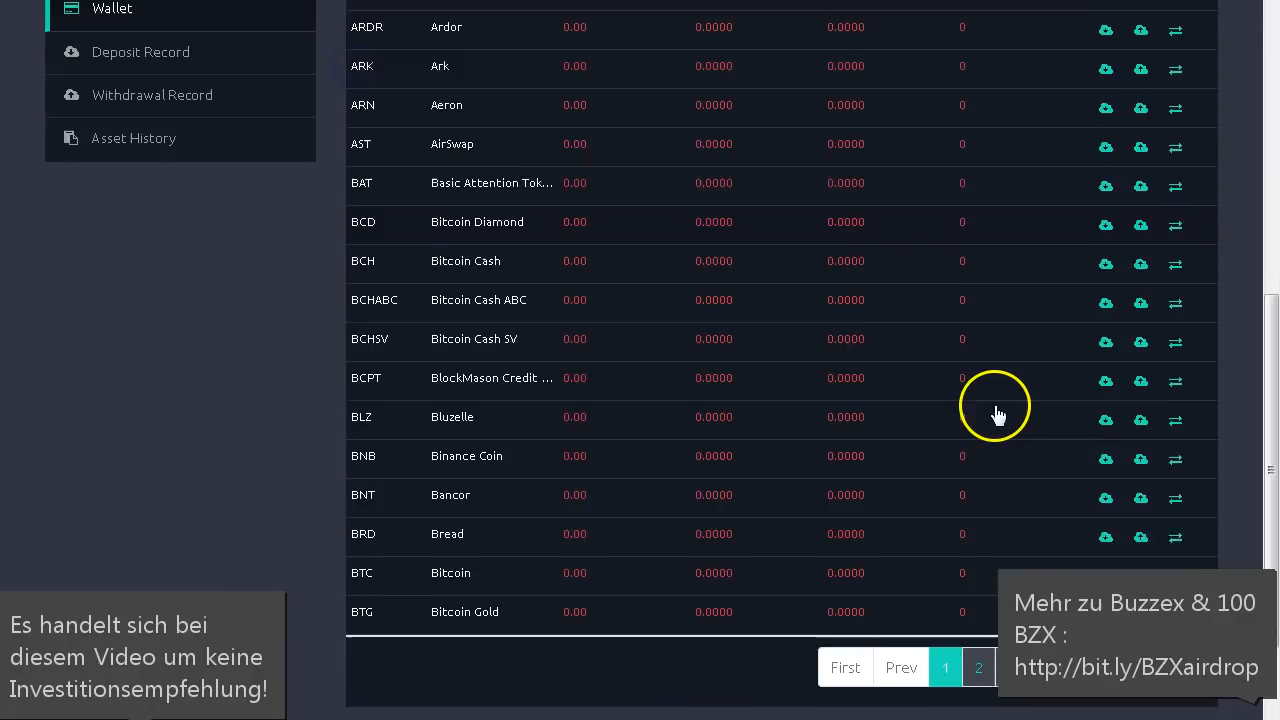 Wallet
Deposit Record
Withdrawal Record
Asset History
ARDR Ardor 0.00 0.0000 0.0000 0
ARK Ark 0.00 0.0000 0.0000 0
ARN Aeron 0.00 0.0000 0.0000 0
AST AirSwap 0.00 0.0000 0.0000 0
BAT Basic Attention Tok... 0.00 0.0000 0.0000 0
BCD Bitcoin Diamond 0.00 0.0000 0.0000 0
BCH Bitcoin Cash 0.00 0.0000 0.0000 0
BCHABC Bitcoin Cash ABC 0.00 0.0000 0.0000 0
BCHSV Bitcoin Cash SV 0.00 0.0000 0.0000 0
BCPT BlockMason Credit ... 0.00 0.0000 0.0000 0
BLZ Bluzelle 0.00 0.0000 0.0000
BNB Binance Coin 0.00 0.0000 0.0000 0
BNT Bancor 0.00 0.0000 0.0000 0
BRD Bread 0.00 0.0000 0.0000 0
BTC Bitcoin 0.00 0.0000 0.0000 0
BTG Bitcoin Gold 0.00 0.0000 0.0000 0
First Prev 1 2
Es handelt sich bei
diesem Video um keine
Investitionsempfehlung!
Mehr zu Buzzex & 100
BZX :
http://bit.ly/BZXairdrop